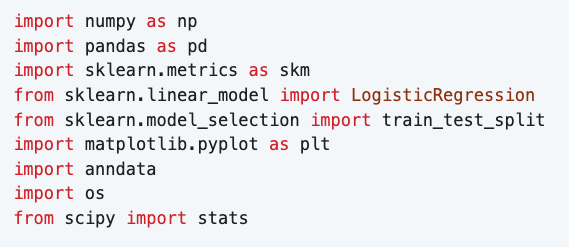 import numpy as np
import pandas as pd
import sklearn.metrics as skm
from sklearn.linear_model import LogisticRegression
from sklearn.model_selection import train_test_split
import matplotlib.pyplot as plt
import anndata
import os
from scipy import stats